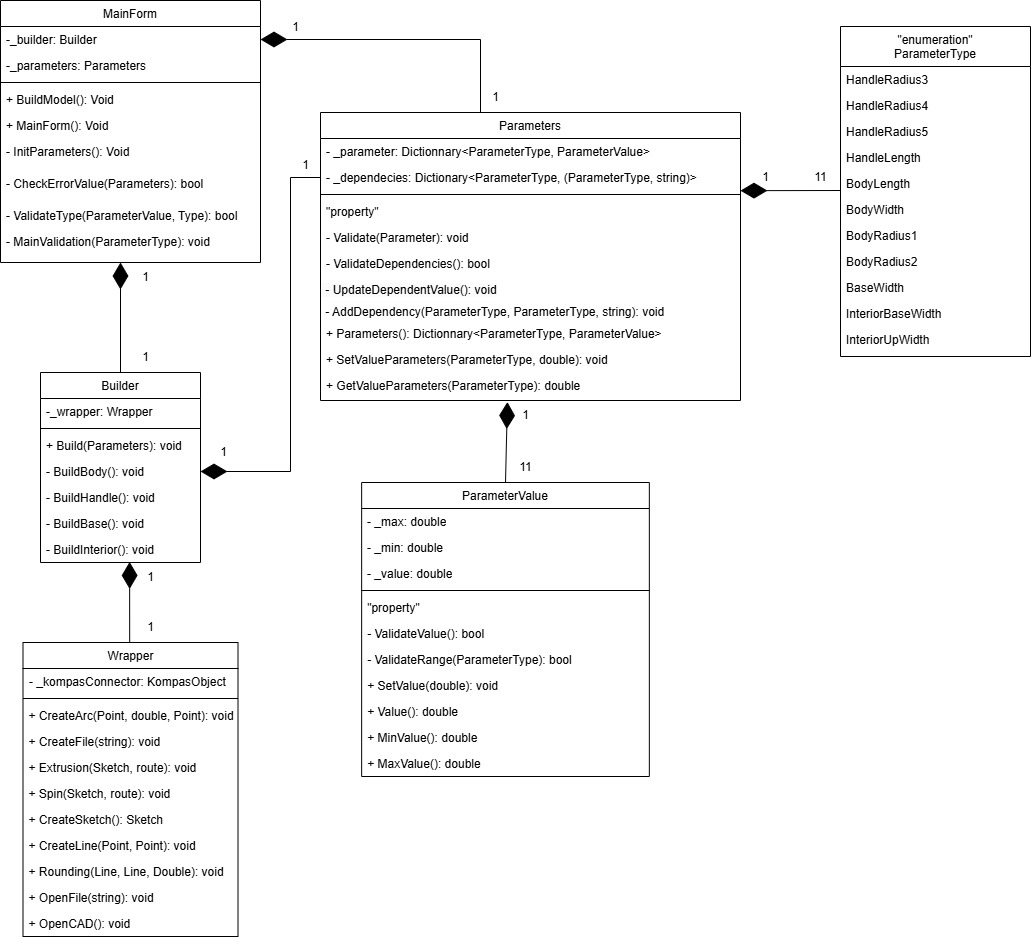 MainForm
-_builder: Builder
-_parameters: Parameters
+ BuildModel(): Void
+ MainForm(): Void
- InitParameters(): Void
- CheckErrorValue(Parameters): bool
- ValidateType(ParameterValue, Type): bool
- MainValidation(ParameterType): void
1
1
1
1
Parameters
- _parameter: Dictionnary<ParameterType, ParameterValue>
- _dependecies: Dictionary<ParameterType, (ParameterType, string)>
"property"
- Validate(Parameter): void
- ValidateDependencies(): bool
- UpdateDependentValue(): void
- AddDependency(ParameterType, ParameterType, string): void
+ Parameters(): Dictionnary<ParameterType, ParameterValue>
+ SetValueParameters(ParameterType, double): void
+ GetValueParameters(ParameterType): double
1
11
"enumeration"
ParameterType
HandleRadius3
HandleRadius4
HandleRadius5
HandleLength
BodyLength
BodyWidth
BodyRadius1
BodyRadius2
BaseWidth
InteriorBaseWidth
InteriorUpWidth
Builder
-_wrapper: Wrapper
+ Build(Parameters): void
- BuildBody(): void
- BuildHandle(): void
- BuildBase(): void
- BuildInterior(): void
1
1
1
11
ParameterValue
- _max: double
- _min: double
- _value: double
"property"
- ValidateValue(): bool
- ValidateRange(ParameterType): bool
+ SetValue(double): void
+ Value(): double
+ MinValue(): double
+ MaxValue(): double
1
1
Wrapper
- _kompasConnector: KompasObject
+ CreateArc(Point, double, Point): void
+ CreateFile(string): void
+ Extrusion(Sketch, route): void
+ Spin(Sketch, route): void
+ CreateSketch(): Sketch
+ CreateLine(Point, Point): void
+ Rounding(Line, Line, Double): void
+ OpenFile(string): void
+ OpenCAD(): void